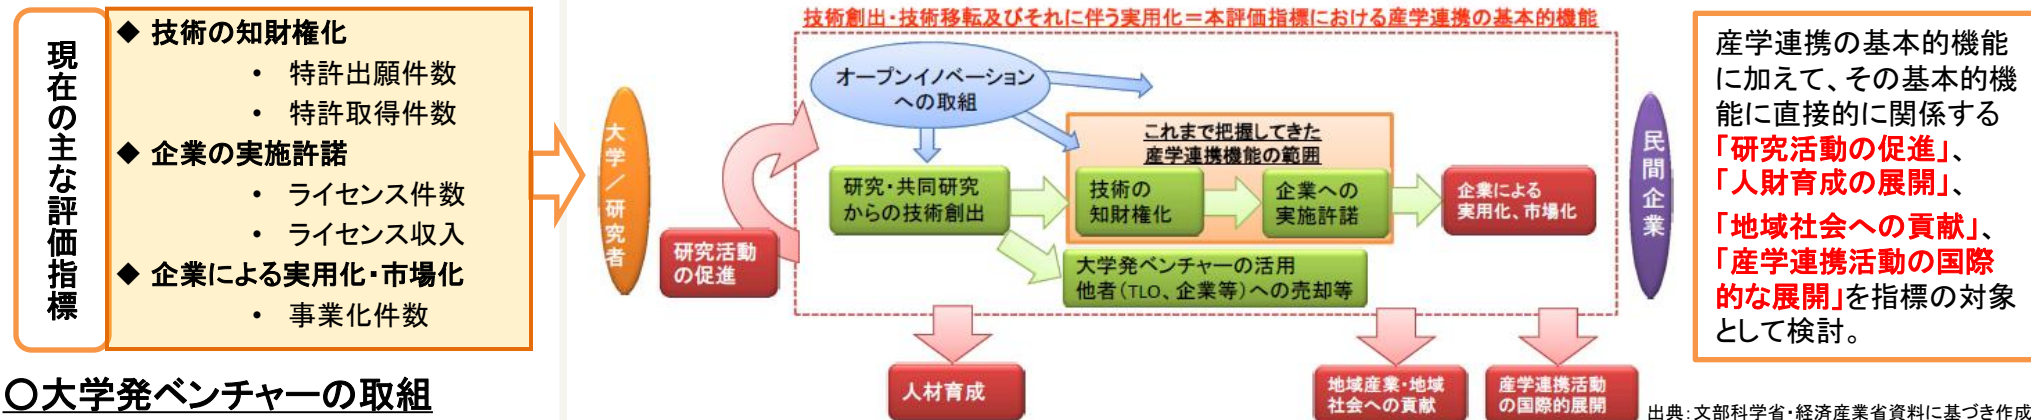 現在の主な評価指標
◆ 技術の知財権化
• 特許出願件数
• 特許取得件数
◆ 企業の実施許諾
• ライセンス件数
• ライセンス収入
◆ 企業による実用化・市場化
• 事業化件数
〇大学発ベンチャーの取組
技術創出・技術移転及びそれに伴う実用化＝本評価指標における産学連携の基本的機能
大学／研究者
オープンイノベーション
への取組
これまで把握してきた
産学連携機能の範囲
研究・共同研究
からの技術創出
技術の
知財権化
企業への
実施許諾
企業による
実用化、市場化
研究活動
の促進
大学発ベンチャーの活用
他者（TLO、企業等）への売却等
人材育成
地域産業・地域
社会への貢献
産学連携活動
の国際的展開
民間企業
産学連携の基本的機能
に加えて、その基本的機
能に直接的に関係する
「研究活動の促進」、
「人財育成の展開」、
「地域社会への貢献」、
「産学連携活動の国際
的な展開」を指標の対象
として検討。
出典：文部科学省・経済産業省資料に基づき作成